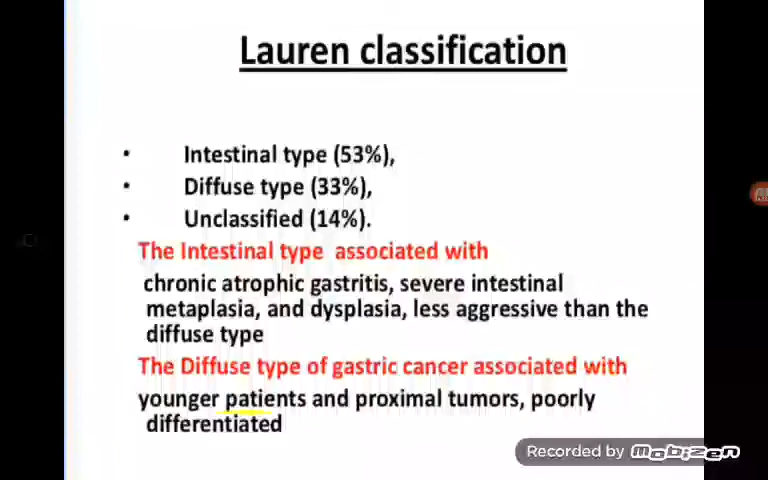 Lauren classification
• Intestinal type (53%),
• Diffuse type (33%),
• Unclassified (14%).
The Intestinal type associated with
chronic atrophic gastritis, severe intestinal
metaplasia, and dysplasia, less aggressive than the
diffuse type
The Diffuse type of gastric cancer associated with
younger patients and proximal tumors, poorly
differentiated
Recorded by Mobizen